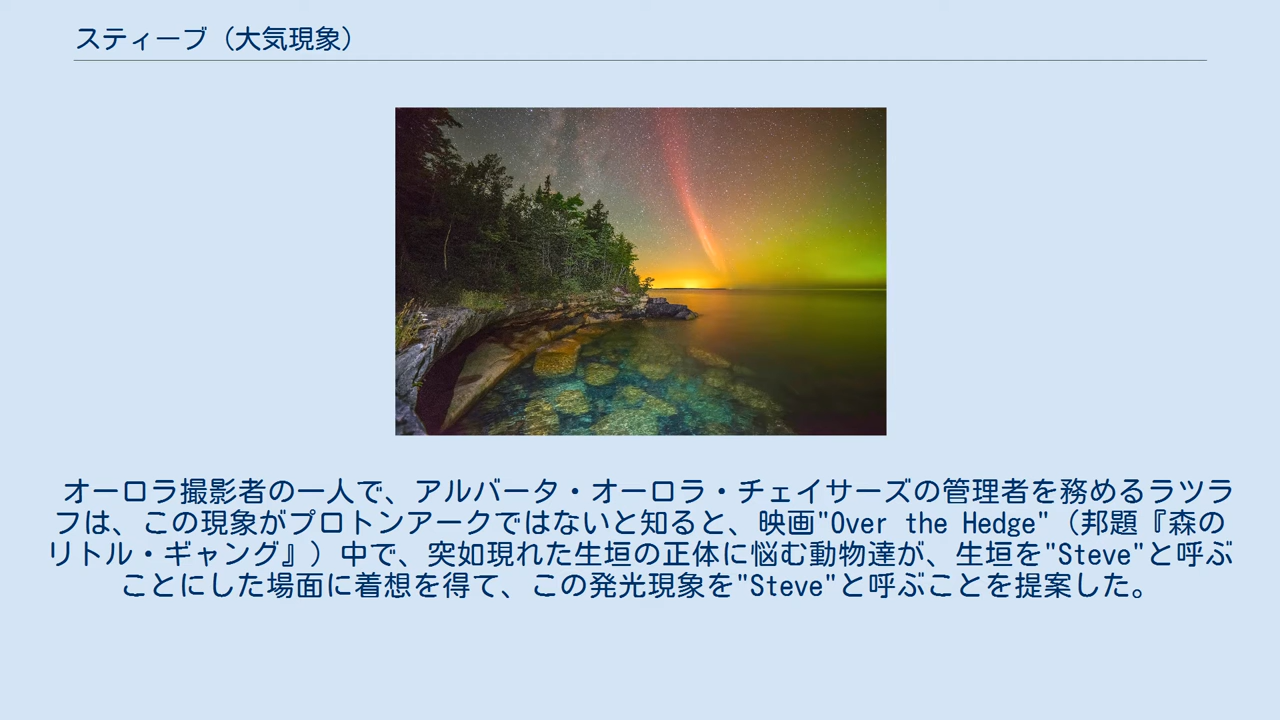 スティーブ（大気現象）
オーロラ撮影者の一人で、アルバータ・オーロラ・チェイサーズの管理者を務めるラツラ
フは、この現象がプロトンアークではないと知ると、映画"Over the Hedge"（邦題『森の
リトル・ギャング』）中で、突如現れた生垣の正体に悩む動物達が、生垣を"Steve"と呼ぶ
ことにした場面に着想を得て、この発光現象を"Steve"と呼ぶことを提案した。